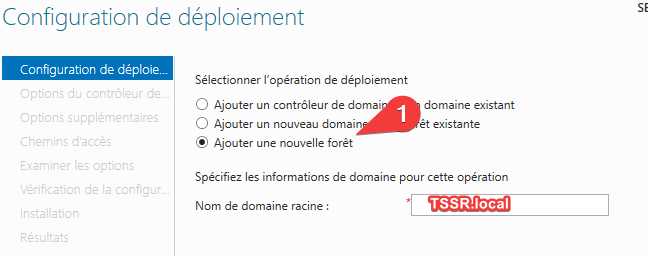 Configuration de déploiement
SE
Configuration de déploie...
Options du contrôleur de...
Options supplémentaires
Chemins d'accès
Examiner les options
Vérification de la configur...
Installation
Résultats
Sélectionner l'opération de déploiement
Ajouter un contrôleur de domain domaine existant
Ajouter un nouveau domaine rêt existante
1
Ajouter une nouvelle forêt
Spécifiez les informations de domaine pour cette opération
Nom de domaine racine : * TSSR.local